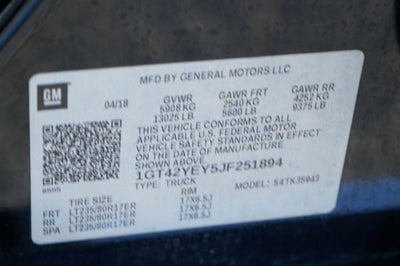 GM
MFD BY GENERAL MOTORS LLC
04/18 GVWR GAWR FRT GAWR RR
5908 KG 2540 KG 4252 KG
13025 LB 5600 LB 9375 LB
THIS VEHICLE CONFORMS TO ALL
APPLICABLE U.S. FEDERAL MOTOR
VEHICLE SAFETY STANDARDS IN EFFECT
ON THE DATE OF MANUFACTURE
SHOWN ABOVE.
1GT42YEY5JF251894
TYPE: TRUCK MODEL: 54TK35943
TIRE SIZE RIM
FRT LT235/80R17ER 17X6.5J
RR LT235/80R17ER 17X6.5J
SPA LT235/80R17ER 17X6.5J